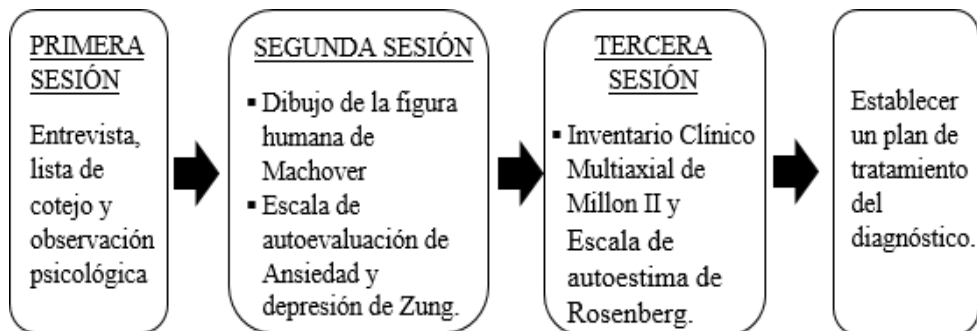 PRIMERA
SESIÓN
Entrevista,
lista de
cotejo y
observación
psicológica
SEGUNDA SESIÓN
▪ Dibujo de la figura
humana de
Machover
▪ Escala de
autoevaluación de
Ansiedad y
depresión de Zung.
TERCERA
SESIÓN
▪ Inventario Clínico
Multiaxial de
Millon II y
Escala de
autoestima de
Rosenberg.
Establecer
un plan de
tratamiento
del
diagnóstico.